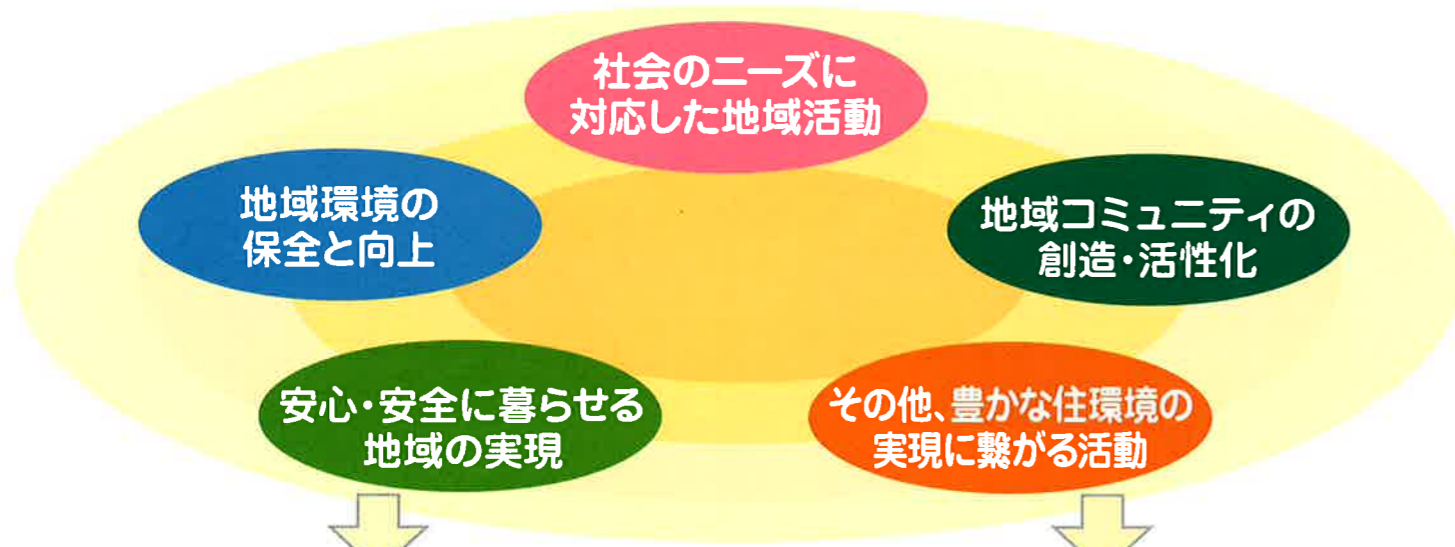 社会のニーズに
対応した地域活動
地域環境の
保全と向上
地域コミュニティの
創造・活性化
安心・安全に暮らせる
地域の実現
その他、豊かな住環境の
実現に繋がる活動